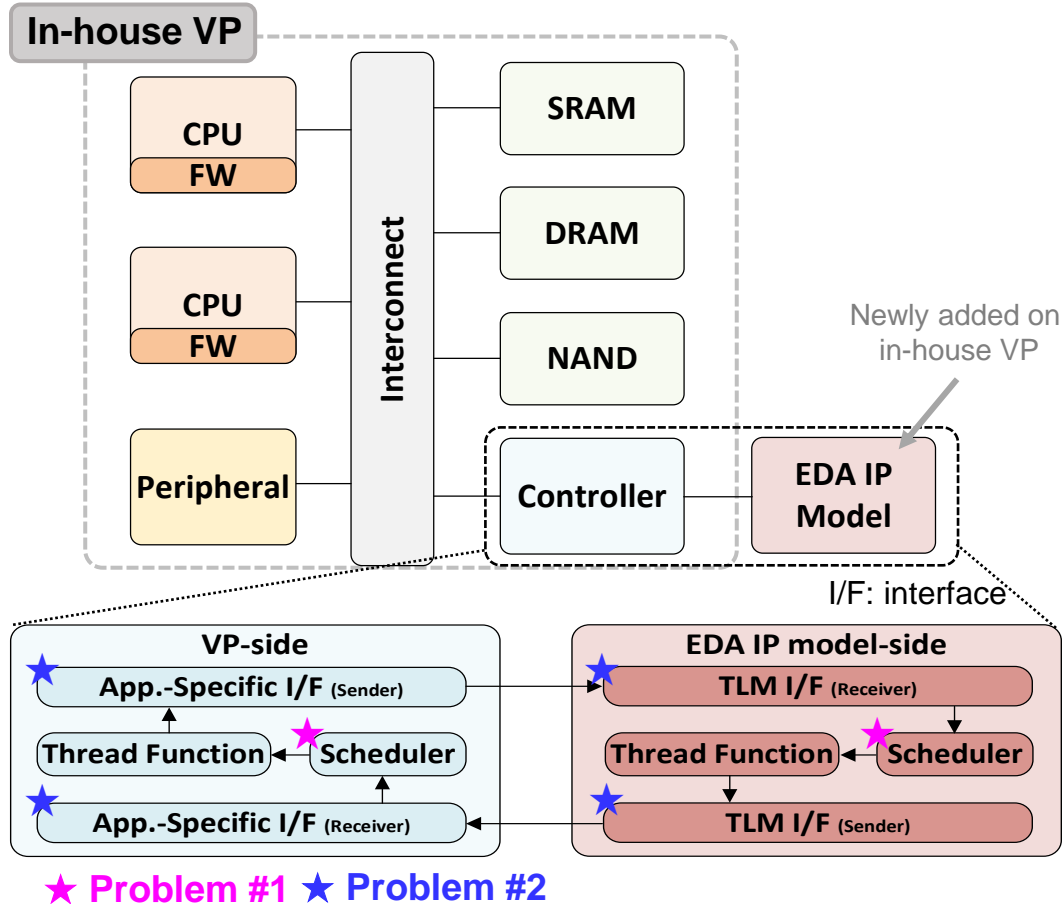 In-house VP
CPU
FW
CPU
FW
Peripheral
Interconnect
SRAM
DRAM
NAND
Controller
EDA IP
Model
Newly added on
in-house VP
I/F: interface
VP-side
App.-Specific I/F (Sender)
Thread Function
Scheduler
App.-Specific I/F (Receiver)
EDA IP model-side
TLM I/F (Receiver)
Thread Function
Scheduler
TLM I/F (Sender)
Problem #1
Problem #2